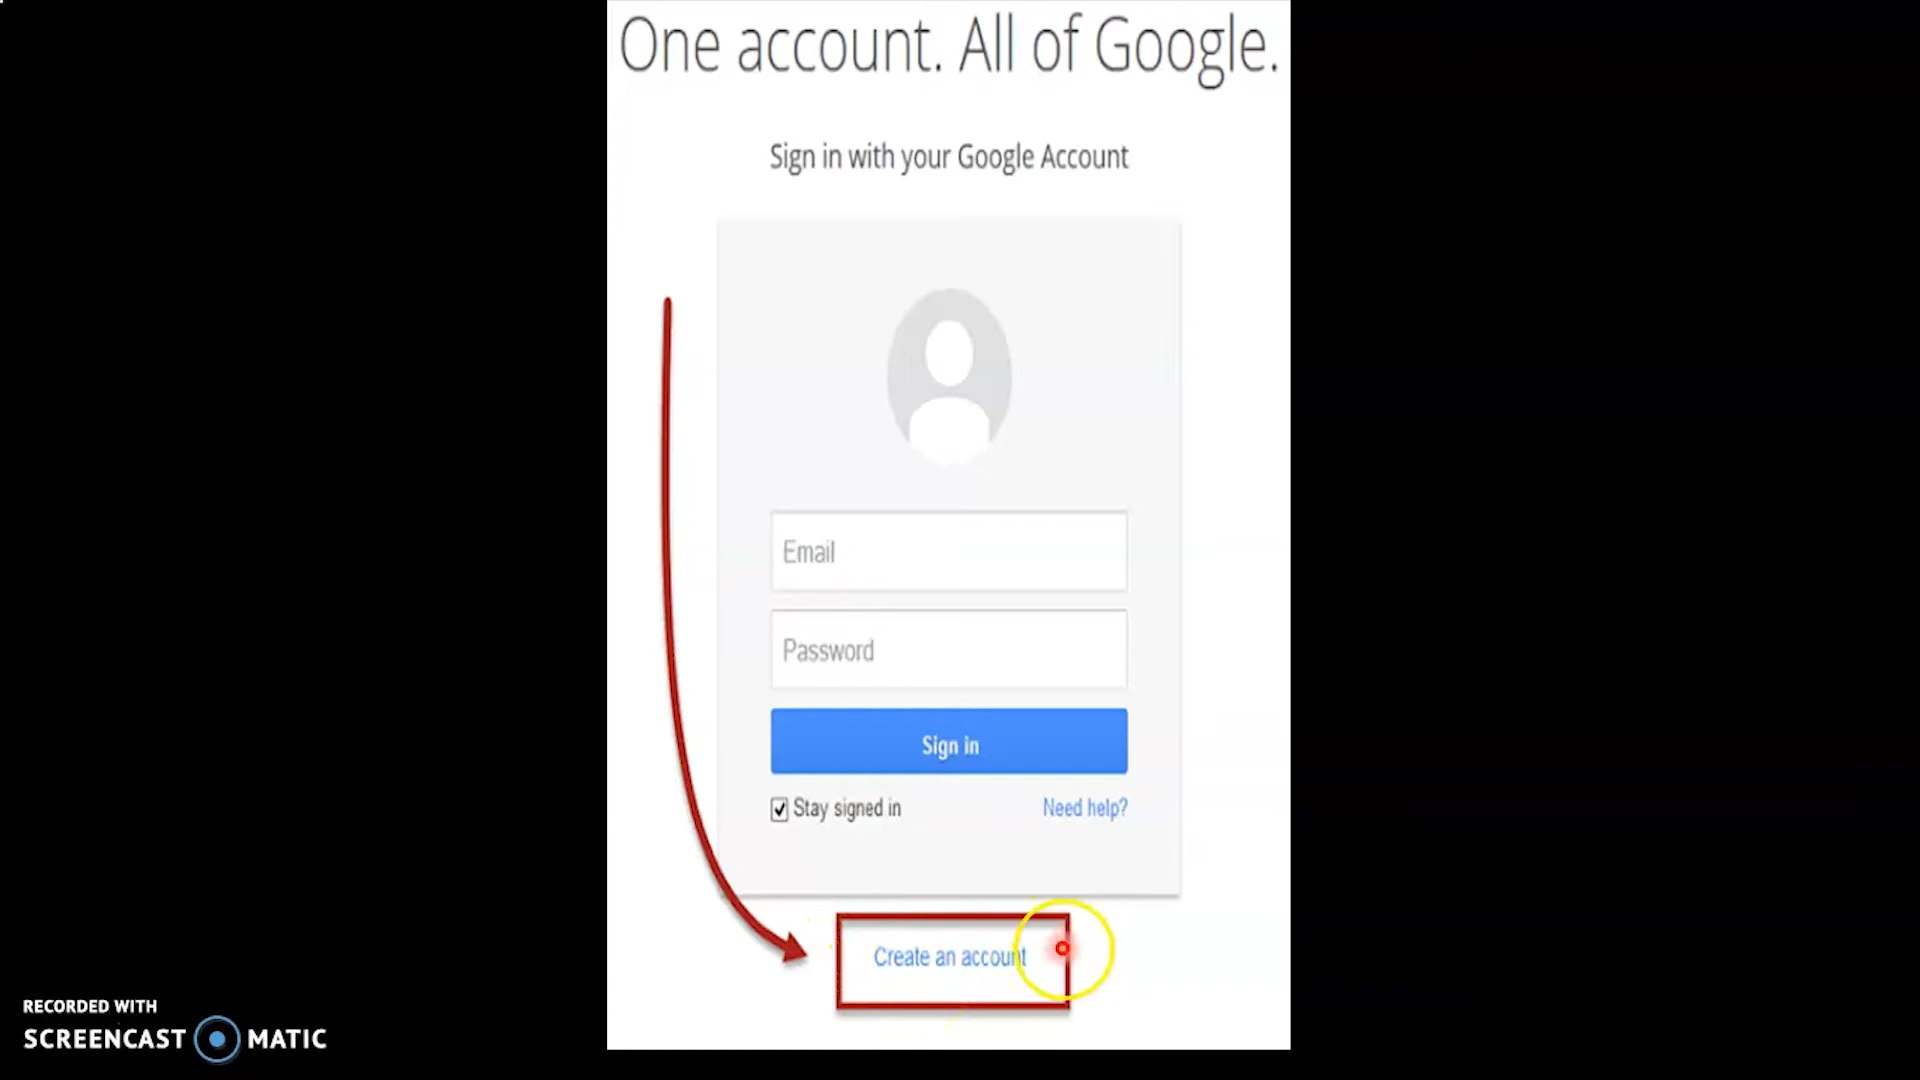 One account. All of Google.
Sign in with your Google Account
Email
Password
Sign in
Stay signed in
Need help?
Create an account
RECORDED WITH
SCREENCAST MATIC